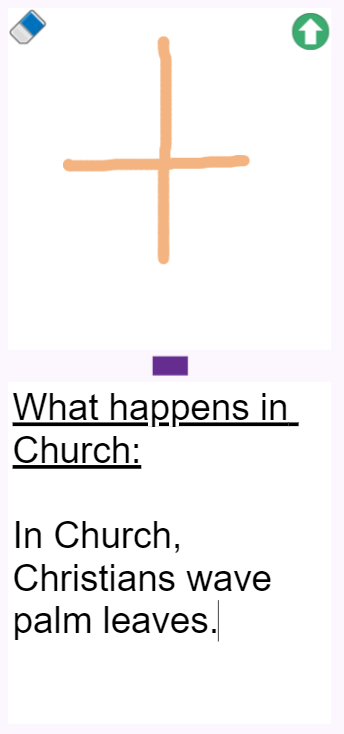 What happens in
Church:
In Church,
Christians wave
palm leaves.